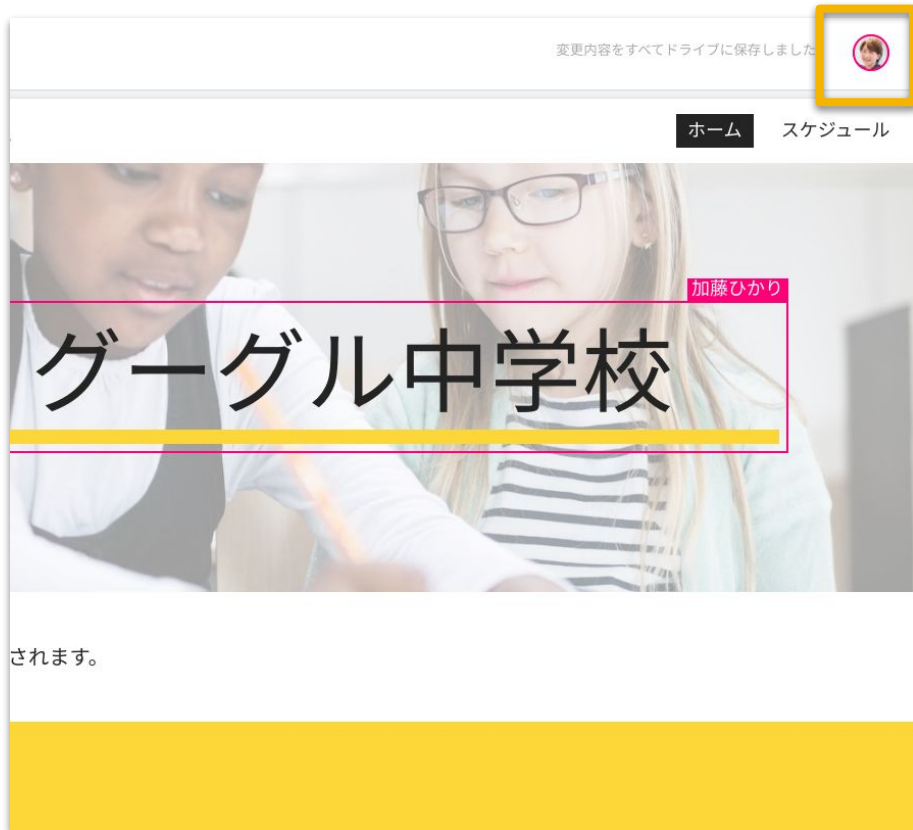 変更内容をすべてドライブに保存しました
ホーム スケジュール
加藤ひかり
グーグル中学校
されます。